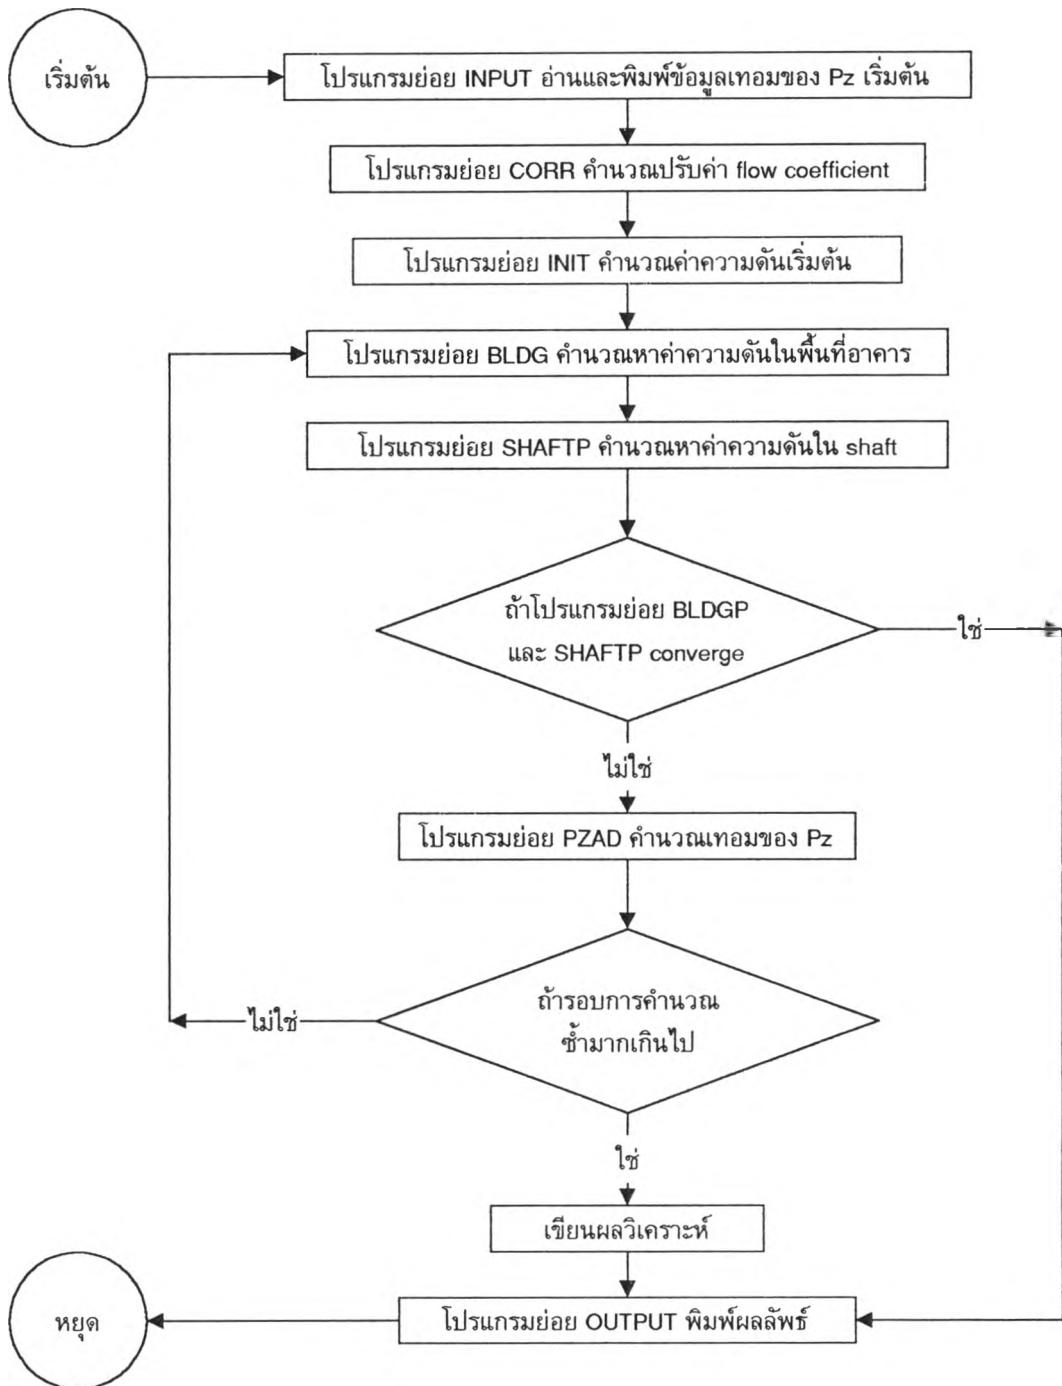 เริ่มต้น
โปรแกรมย่อย INPUT อ่านและพิมพ์ข้อมูลเทอมของ Pz เริ่มต้น
โปรแกรมย่อย CORR คำนวณปรับค่า flow coefficient
โปรแกรมย่อย INIT คำนวณค่าความดันเริ่มต้น
โปรแกรมย่อย BLDG คำนวณหาค่าความดันในพื้นที่อาคาร
โปรแกรมย่อย SHAFTP คำนวณหาค่าความดันใน shaft
ถ้าโปรแกรมย่อย BLDGP
และ SHAFTP converge
ใช่
ไม่ใช่
โปรแกรมย่อย PZAD คำนวณเทอมของ Pz
ถ้ารอบการคำนวณ
ซ้ำมากเกินไป
ไม่ใช่
ใช่
เขียนผลวิเคราะห์
โปรแกรมย่อย OUTPUT พิมพ์ผลลัพธ์
หยุด